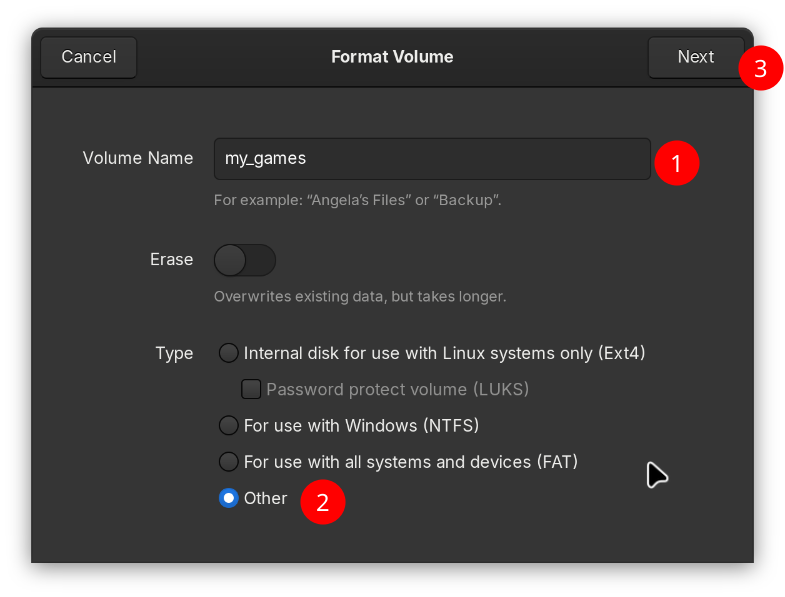 Cancel Format Volume Next
3
Volume Name my_games
1
For example: “Angela’s Files” or “Backup”.
Erase
Overwrites existing data, but takes longer.
Type Internal disk for use with Linux systems only (Ext4)
Password protect volume (LUKS)
For use with Windows (NTFS)
For use with all systems and devices (FAT)
Other 2